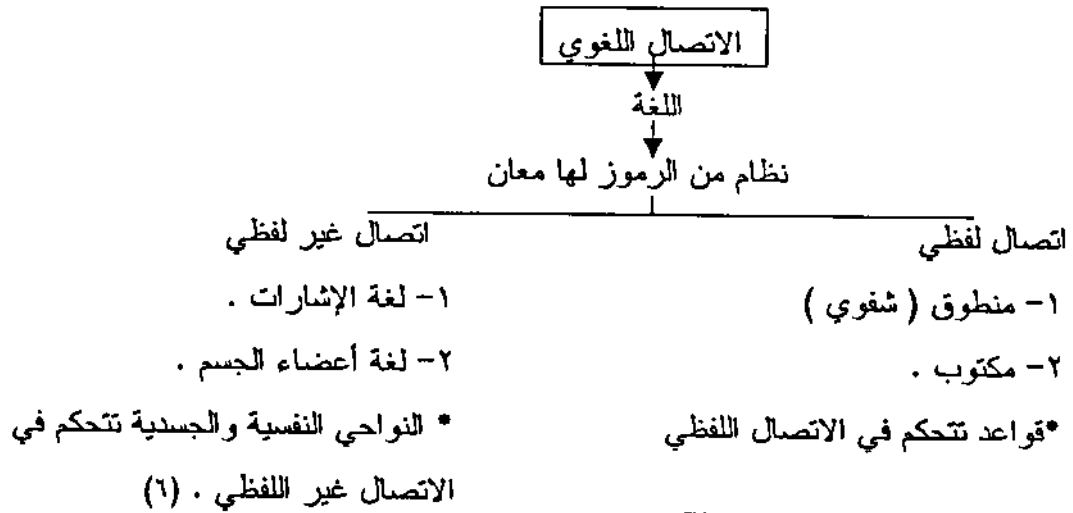 الاتصال اللغوي
اللغة
نظام من الرموز لها معان
اتصال لفظي
١- منطوق ( شفوي )
٢- مكتوب .
*قواعد تتحكم في الاتصال اللفظي
اتصال غير لفظي
١- لغة الإشارات .
٢- لغة أعضاء الجسم .
* النواحي النفسية والجسدية تتحكم في
الاتصال غير اللفظي . (٦)